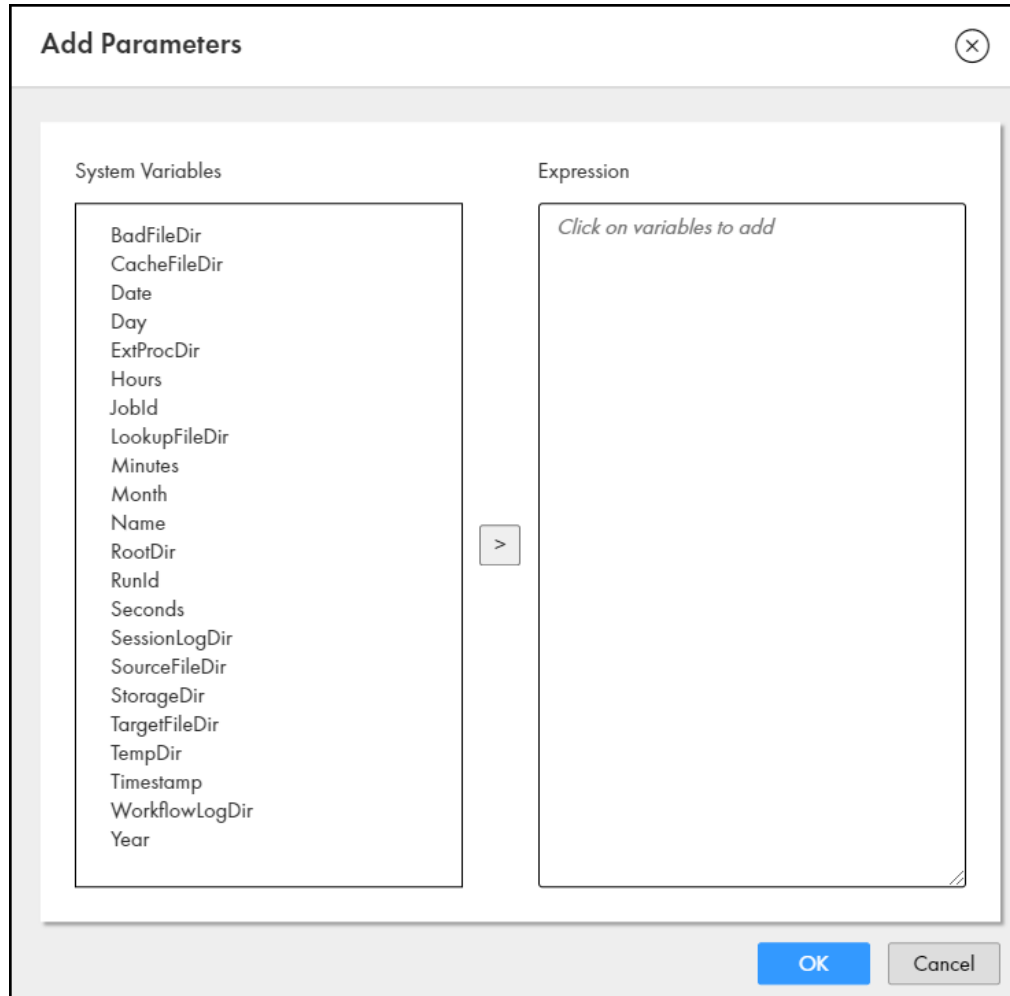 Add Parameters
System Variables
Expression
BadFileDir
CacheFileDir
Date
Day
ExtProcDir
Hours
JobId
LookupFileDir
Minutes
Month
Name
RootDir
RunId
Seconds
SessionLogDir
SourceFileDir
StorageDir
TargetFileDir
TempDir
Timestamp
WorkflowLogDir
Year
>
Click on variables to add
OK
Cancel